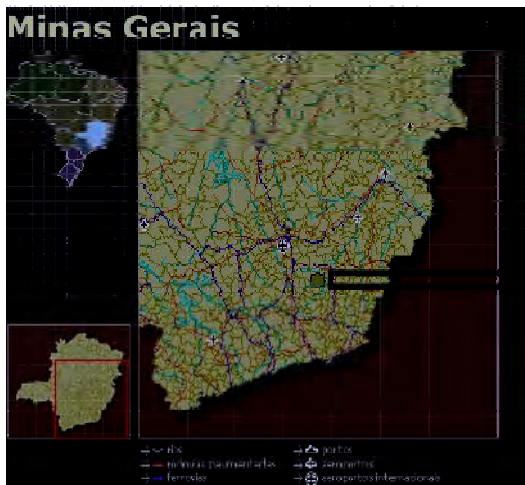 Minas Gerais
rios
portos
rodovias pavimentadas
aeroportos
ferrovias
aeroportos internacionais